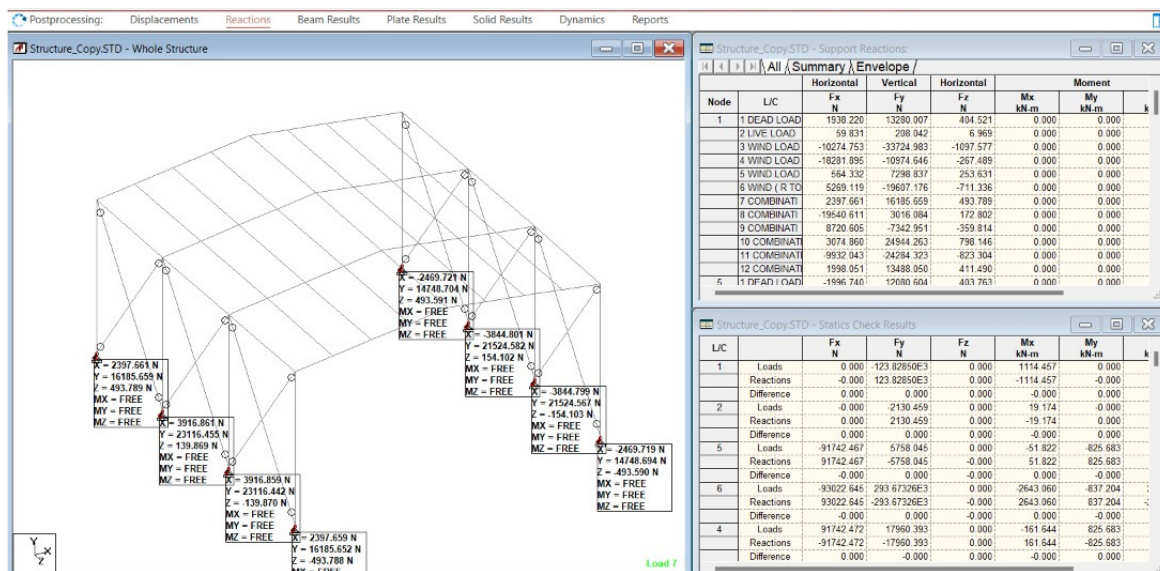 Postprocessing: Displacements Reactions Beam Results Plate Results Solid Results Dynamics Reports
Structure_Copy.STD - Whole Structure
X = -2469.721 N
Y = 14748.704 N
Z = 493.591 N
MX = FREE
MY = FREE
MZ = FREE
X = -3844.801 N
Y = 21524.582 N
Z = 154.102 N
MX = FREE
MY = FREE
MZ = FREE
X = 2397.661 N
Y = 16185.659 N
Z = 493.789 N
MX = FREE
MY = FREE
MZ = FREE
X = -3844.799 N
Y = 21524.567 N
Z = -154.103 N
MX = FREE
MY = FREE
MZ = FREE
X = 3916.861 N
Y = 23116.455 N
Z = 139.869 N
MX = FREE
MY = FREE
MZ = FREE
X = -2469.719 N
Y = 14748.694 N
Z = -493.590 N
MX = FREE
MY = FREE
MZ = FREE
X = 3916.859 N
Y = 23116.442 N
Z = -139.870 N
MX = FREE
MY = FREE
MZ = FREE
X = 2397.659 N
Y = 16185.652 N
Z = -493.788 N
MX = FREE
MY = FREE
Y
X
Z
Load 7
Structure_Copy.STD - Support Reactions:
All Summary Envelope
Horizontal Vertical Horizontal Moment
Node L/C Fx N Fy N Fz N Mx kN-m My kN-m
1 1 DEAD LOAD 1938.220 13280.007 404.521 0.000 0.000
2 LIVE LOAD 59.831 208.042 6.969 0.000 0.000
3 WIND LOAD -10274.753 -33724.983 -1097.577 0.000 0.000
4 WIND LOAD -18281.895 -10974.646 -267.489 0.000 0.000
5 WIND LOAD 564.332 7298.837 253.631 0.000 0.000
6 WIND ( R TO 5269.119 -19607.176 -711.336 0.000 0.000
7 COMBINATI 2397.661 16185.659 493.789 0.000 0.000
8 COMBINATI -19540.611 3016.084 172.802 0.000 0.000
9 COMBINATI 8720.605 -7342.951 -359.814 0.000 0.000
10 COMBINATI 3074.860 24944.263 798.146 0.000 0.000
11 COMBINATI -9932.043 -24284.323 -823.304 0.000 0.000
12 COMBINATI 1998.051 13488.050 411.490 0.000 0.000
5 1 DEAD LOAD -1996.740 12080.604 403.763 0.000 0.000
Structure_Copy.STD - Statics Check Results
L/C Fx N Fy N Fz N Mx kN-m My kN-m
1 Loads 0.000 -123.82850E3 0.000 1114.457 0.000
Reactions -0.000 123.82850E3 0.000 -1114.457 -0.000
Difference 0.000 0.000 0.000 -0.000 -0.000
2 Loads -0.000 -2130.459 0.000 19.174 -0.000
Reactions 0.000 2130.459 0.000 -19.174 0.000
Difference 0.000 0.000 0.000 -0.000 0.000
5 Loads -91742.467 5758.045 0.000 -51.822 -825.683
Reactions 91742.467 -5758.045 -0.000 51.822 825.683
Difference -0.000 0.000 -0.000 0.000 -0.000
6 Loads -93022.645 293.67326E3 0.000 -2643.060 -837.204
Reactions 93022.645 -293.67326E3 -0.000 2643.060 837.204
Difference -0.000 0.000 -0.000 0.000 -0.000
4 Loads 91742.472 17960.393 0.000 -161.644 825.683
Reactions -91742.472 -17960.393 -0.000 161.644 -825.683
Difference 0.000 -0.000 -0.000 0.000 0.000